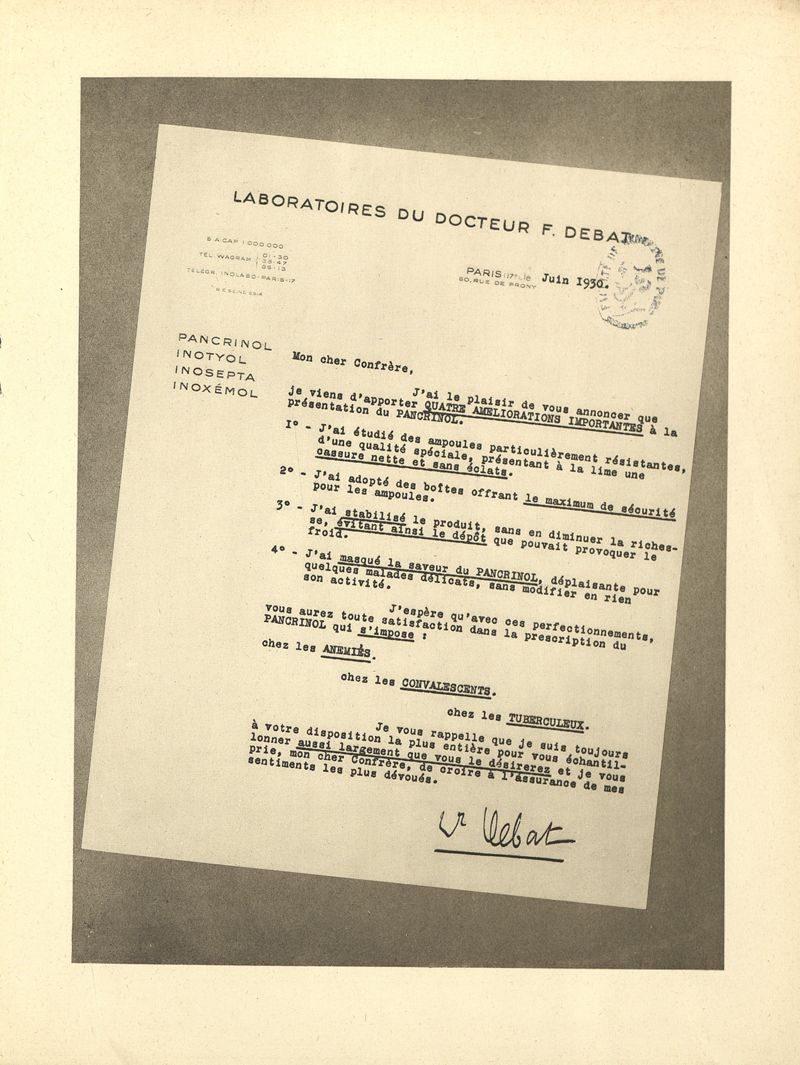 LABORATOIRES DU DOCTEUR F. DEBAT
S.A.CAP. 1.000.000
TÉL. WAGRAM
01-30
38-47
86-13
TÉLÉGR. INOLABO-PARIS-17
PARIS (17e), le Juin 1930.
60, RUE DE PRONY
PANCRINOL
INOTYOL
INOSEPTA
INOXÉMOL
Mon cher Confrère,
J'ai le plaisir de vous annoncer que
je viens d'apporter QUATRE AMELIORATIONS IMPORTANTES à la
présentation du PANCRINOL.
1° - J'ai étudié des ampoules particulièrement résistantes,
d'une qualité spéciale, présentant à la lime une
cassure nette et sans éclats.
2° - J'ai adopté des boîtes offrant le maximum de sécurité
pour les ampoules.
3° - J'ai stabilisé le produit, sans en diminuer la riches-
se, évitant ainsi le dépôt que pouvait provoquer le
froid.
4° - J'ai masqué la saveur du PANCRINOL, déplaisante pour
quelques malades délicats, sans modifier en rien
son activité.
J'espère qu'avec ces perfectionnements,
vous aurez toute satisfaction dans la prescription du
PANCRINOL qui s'impose :
chez les ANEMIÉS.
chez les CONVALESCENTS.
chez les TUBERCULEUX.
Je vous rappelle que je suis toujours
à votre disposition la plus entière pour vous échantil-
lonner aussi largement que vous le désirerez et je vous
prie, mon cher Confrère, de croire à l'assurance de mes
sentiments les plus dévoués.
Dr Debat